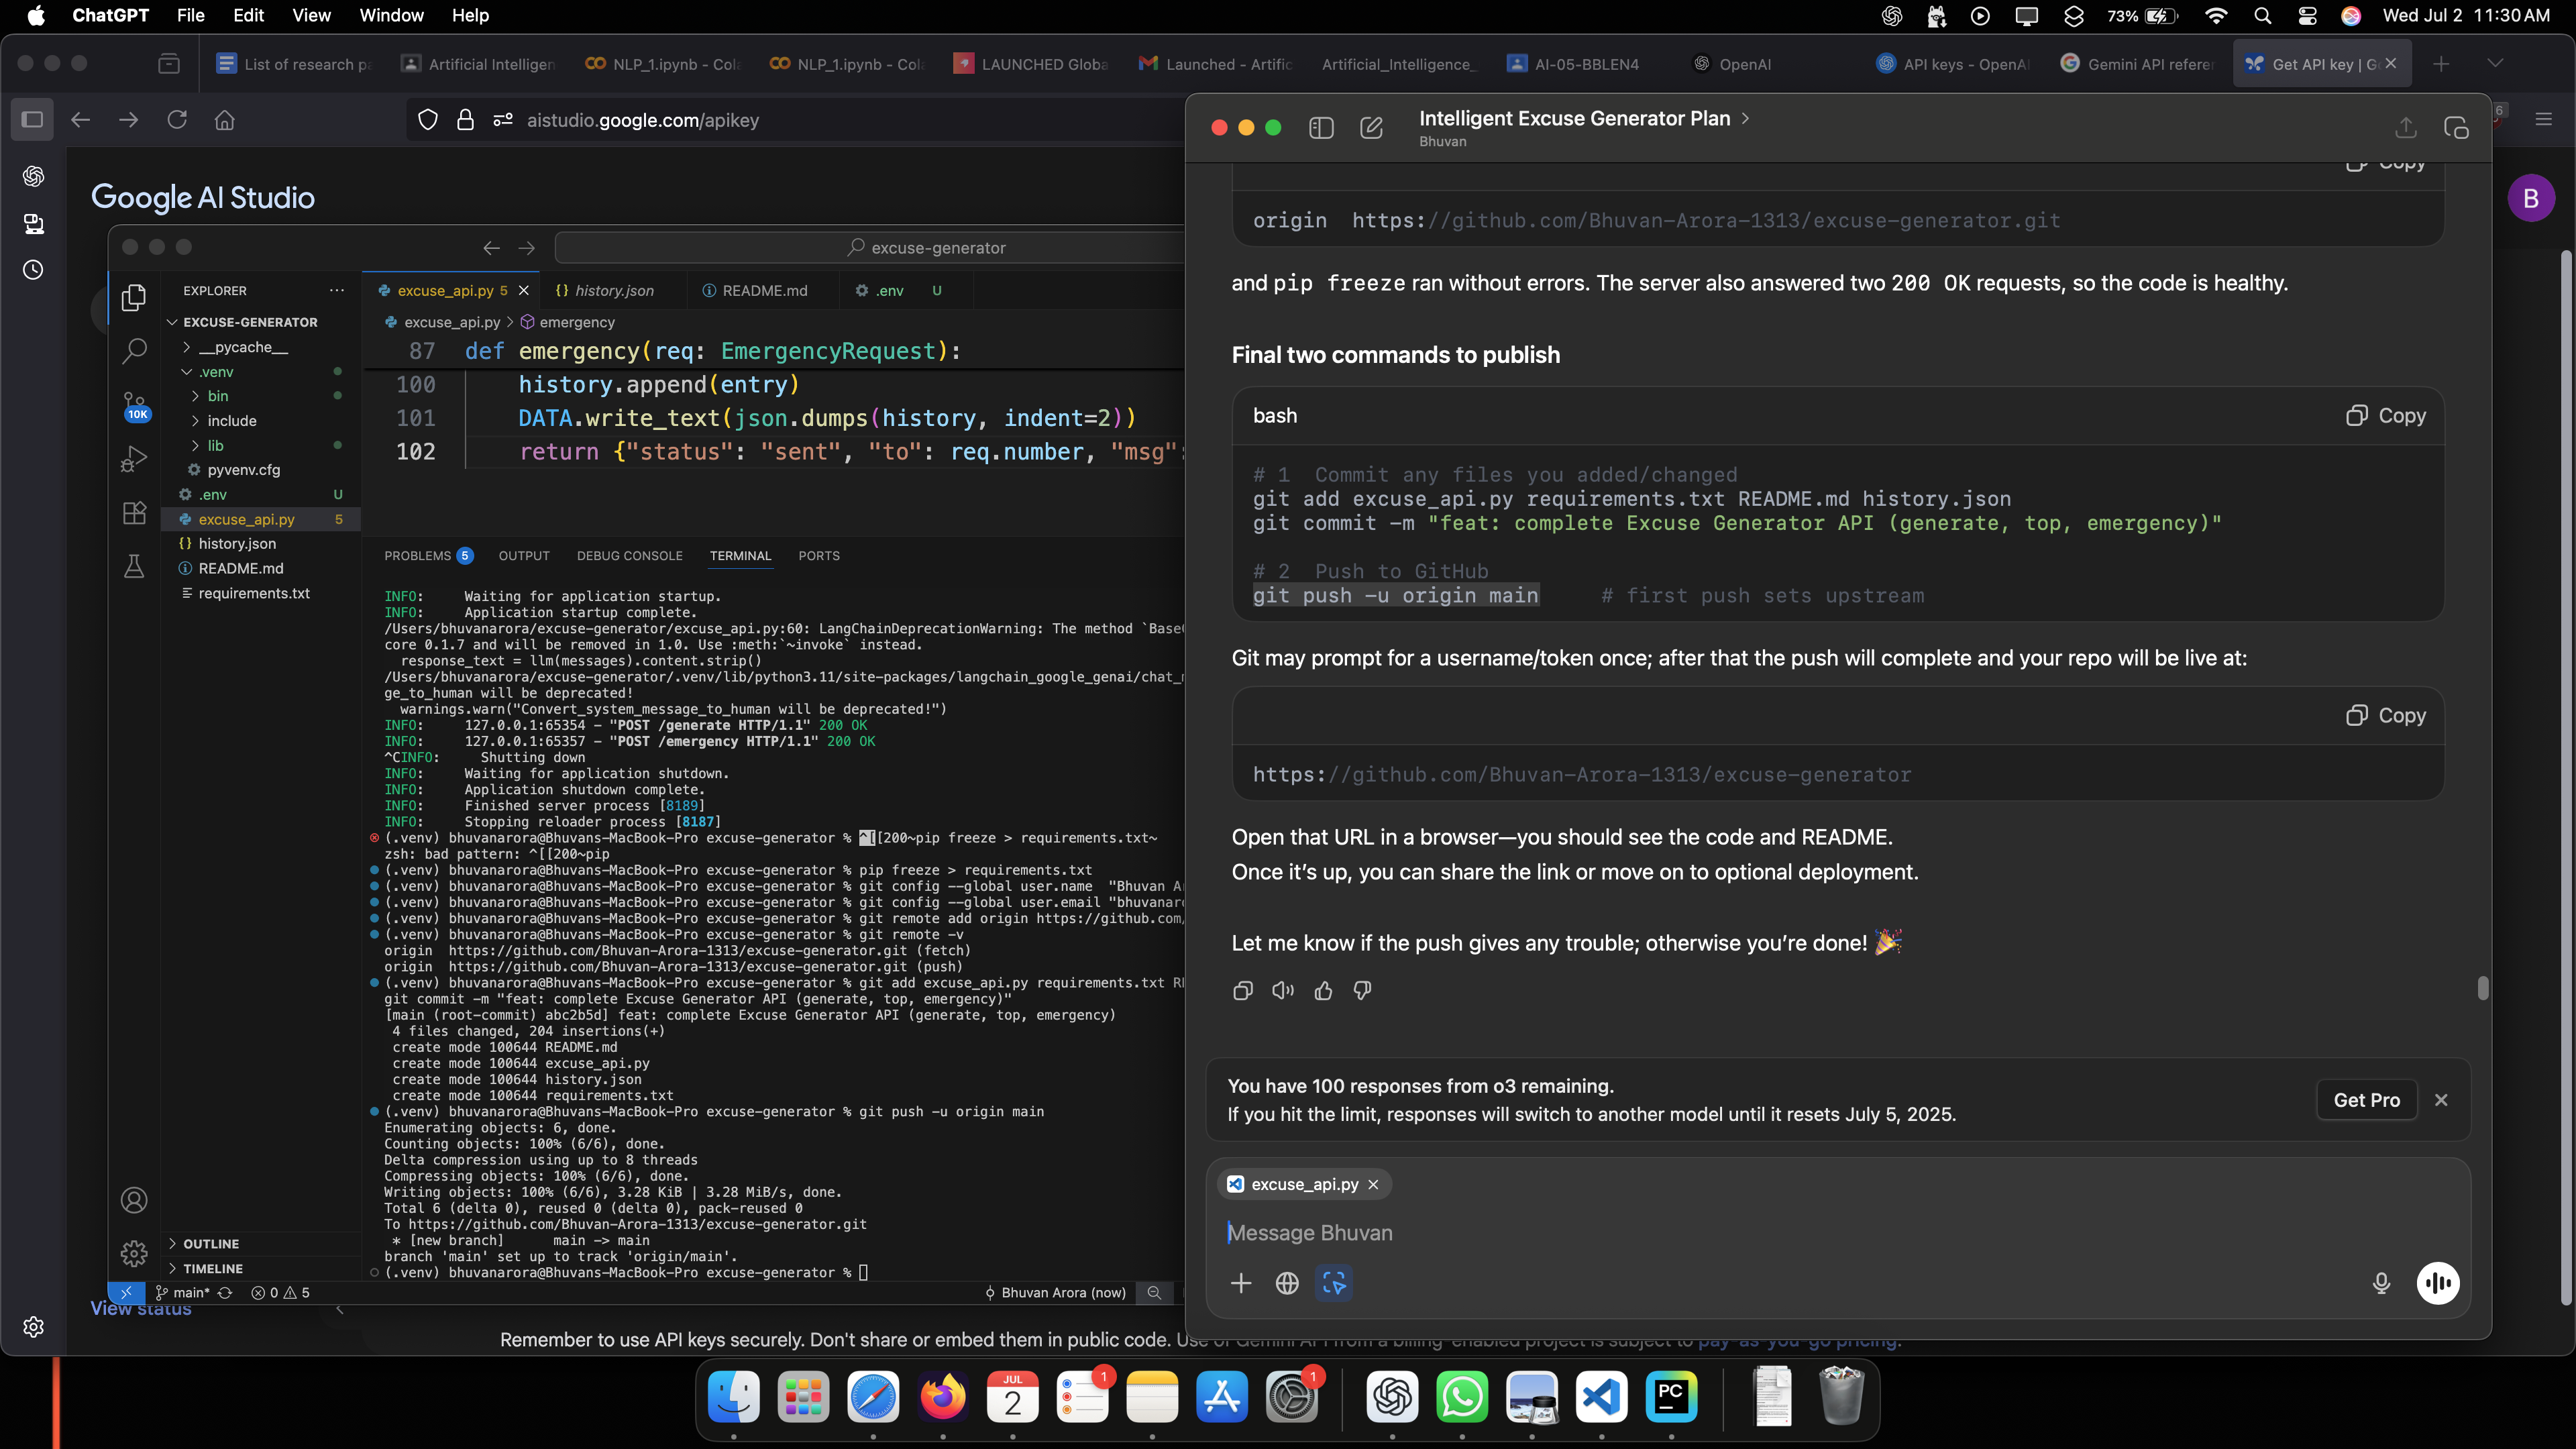 ChatGPT File Edit View Window Help 73% Wed Jul 2 11:30 AM
List of research pa Artificial Intelligen NLP_1.ipynb - Cola NLP_1.ipynb - Cola LAUNCHED Globa Launched - Artific Artificial_Intelligence_ AI-05-BBLEN4 OpenAI API keys - OpenAI Gemini API referen Get API key | G
aistudio.google.com/apikey
Google AI Studio
B
excuse-generator
EXPLORER
EXCUSE-GENERATOR
__pycache__
.venv
bin
include
lib
pyvenv.cfg
.env U
excuse_api.py 5
history.json
README.md
requirements.txt
10K
OUTLINE
TIMELINE
excuse_api.py 5 history.json README.md .env U
excuse_api.py > emergency
87 def emergency(req: EmergencyRequest):
100 history.append(entry)
101 DATA.write_text(json.dumps(history, indent=2))
102 return {"status": "sent", "to": req.number, "msg":
PROBLEMS 5 OUTPUT DEBUG CONSOLE TERMINAL PORTS
INFO: Waiting for application startup.
INFO: Application startup complete.
/Users/bhuvanarora/excuse-generator/excuse_api.py:60: LangChainDeprecationWarning: The method `Base
core 0.1.7 and will be removed in 1.0. Use :meth:`~invoke` instead.
response_text = llm(messages).content.strip()
/Users/bhuvanarora/excuse-generator/.venv/lib/python3.11/site-packages/langchain_google_genai/chat_
ge_to_human will be deprecated!
warnings.warn("Convert_system_message_to_human will be deprecated!")
INFO: 127.0.0.1:65354 - "POST /generate HTTP/1.1" 200 OK
INFO: 127.0.0.1:65357 - "POST /emergency HTTP/1.1" 200 OK
^CINFO: Shutting down
INFO: Waiting for application shutdown.
INFO: Application shutdown complete.
INFO: Finished server process [8189]
INFO: Stopping reloader process [8187]
(.venv) bhuvanarora@Bhuvans-MacBook-Pro excuse-generator % ^[[200~pip freeze > requirements.txt~
zsh: bad pattern: ^[[200~pip
(.venv) bhuvanarora@Bhuvans-MacBook-Pro excuse-generator % pip freeze > requirements.txt
(.venv) bhuvanarora@Bhuvans-MacBook-Pro excuse-generator % git config --global user.name "Bhuvan A
(.venv) bhuvanarora@Bhuvans-MacBook-Pro excuse-generator % git config --global user.email "bhuvanaro
(.venv) bhuvanarora@Bhuvans-MacBook-Pro excuse-generator % git remote add origin https://github.com/
(.venv) bhuvanarora@Bhuvans-MacBook-Pro excuse-generator % git remote -v
origin https://github.com/Bhuvan-Arora-1313/excuse-generator.git (fetch)
origin https://github.com/Bhuvan-Arora-1313/excuse-generator.git (push)
(.venv) bhuvanarora@Bhuvans-MacBook-Pro excuse-generator % git add excuse_api.py requirements.txt R
git commit -m "feat: complete Excuse Generator API (generate, top, emergency)"
[main (root-commit) abc2b5d] feat: complete Excuse Generator API (generate, top, emergency)
4 files changed, 204 insertions(+)
create mode 100644 README.md
create mode 100644 excuse_api.py
create mode 100644 history.json
create mode 100644 requirements.txt
(.venv) bhuvanarora@Bhuvans-MacBook-Pro excuse-generator % git push -u origin main
Enumerating objects: 6, done.
Counting objects: 100% (6/6), done.
Delta compression using up to 8 threads
Compressing objects: 100% (6/6), done.
Writing objects: 100% (6/6), 3.28 KiB | 3.28 MiB/s, done.
Total 6 (delta 0), reused 0 (delta 0), pack-reused 0
To https://github.com/Bhuvan-Arora-1313/excuse-generator.git
* [new branch] main -> main
branch 'main' set up to track 'origin/main'.
(.venv) bhuvanarora@Bhuvans-MacBook-Pro excuse-generator %
main* 0 5 Bhuvan Arora (now)
View status
Remember to use API keys securely. Don't share or embed them in public code. Use of Gemini API from a billing-enabled project is subject to pay-as-you-go pricing.
Intelligent Excuse Generator Plan >
Bhuvan
6
Copy
origin https://github.com/Bhuvan-Arora-1313/excuse-generator.git
and pip freeze ran without errors. The server also answered two 200 OK requests, so the code is healthy.
Final two commands to publish
bash Copy
# 1 Commit any files you added/changed
git add excuse_api.py requirements.txt README.md history.json
git commit -m "feat: complete Excuse Generator API (generate, top, emergency)"
# 2 Push to GitHub
git push -u origin main # first push sets upstream
Git may prompt for a username/token once; after that the push will complete and your repo will be live at:
Copy
https://github.com/Bhuvan-Arora-1313/excuse-generator
Open that URL in a browser—you should see the code and README.
Once it's up, you can share the link or move on to optional deployment.
Let me know if the push gives any trouble; otherwise you're done! 🎉
You have 100 responses from o3 remaining.
If you hit the limit, responses will switch to another model until it resets July 5, 2025.
Get Pro
excuse_api.py
Message Bhuvan
JUL
2
1
1
PC